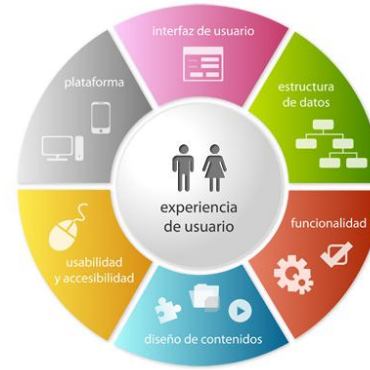 interfaz de usuario
plataforma
estructura
de datos
experiencia
de usuario
funcionalidad
usabilidad
y accesibilidad
diseño de contenidos